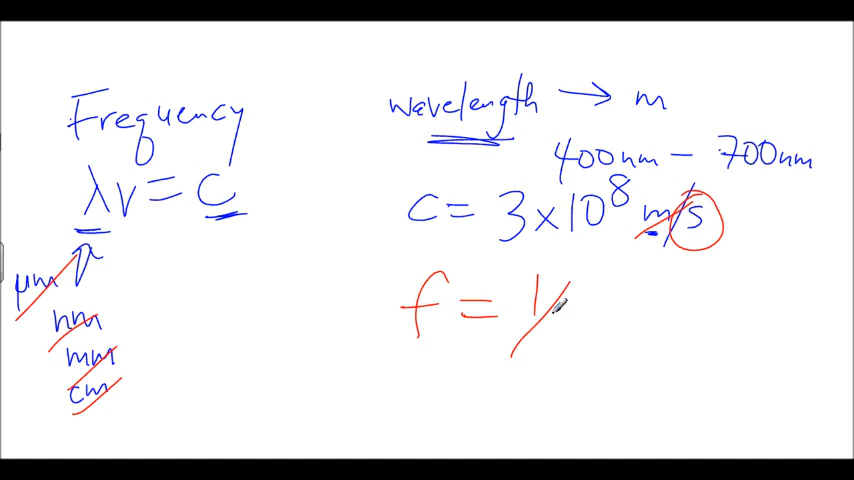 Frequency
λν = C
μm
nm
mm
cm
wavelength → m
400nm – 700nm
C = 3 × 10⁸ m/s
f = 1/